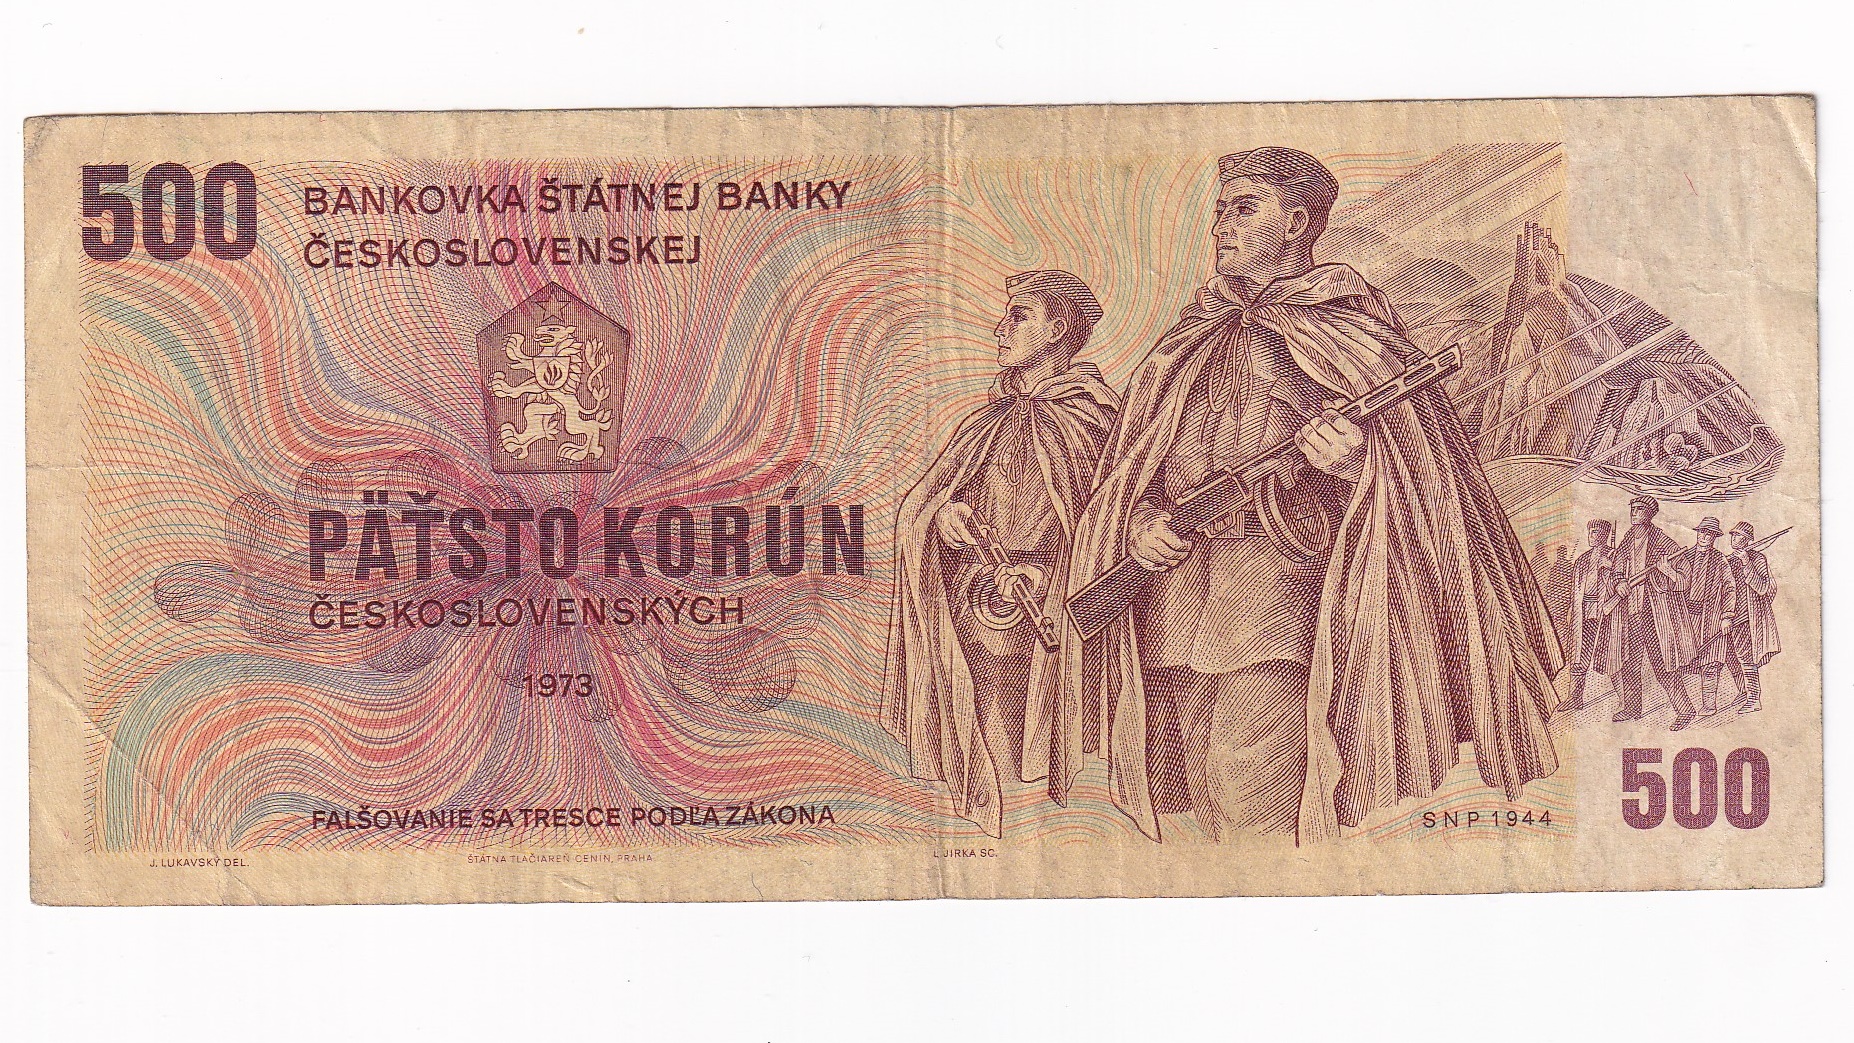 500
BANKOVKA ŠTÁTNEJ BANKY
ČESKOSLOVENSKEJ
PÄŤSTO KORÚN
ČESKOSLOVENSKÝCH
1973
FALŠOVANIE SA TRESCE PODĽA ZÁKONA
SNP 1944
500
J. LUKAVSKÝ DEL.
ŠTÁTNA TLAČIAREŇ CENÍN, PRAHA
L. JIRKA SC.